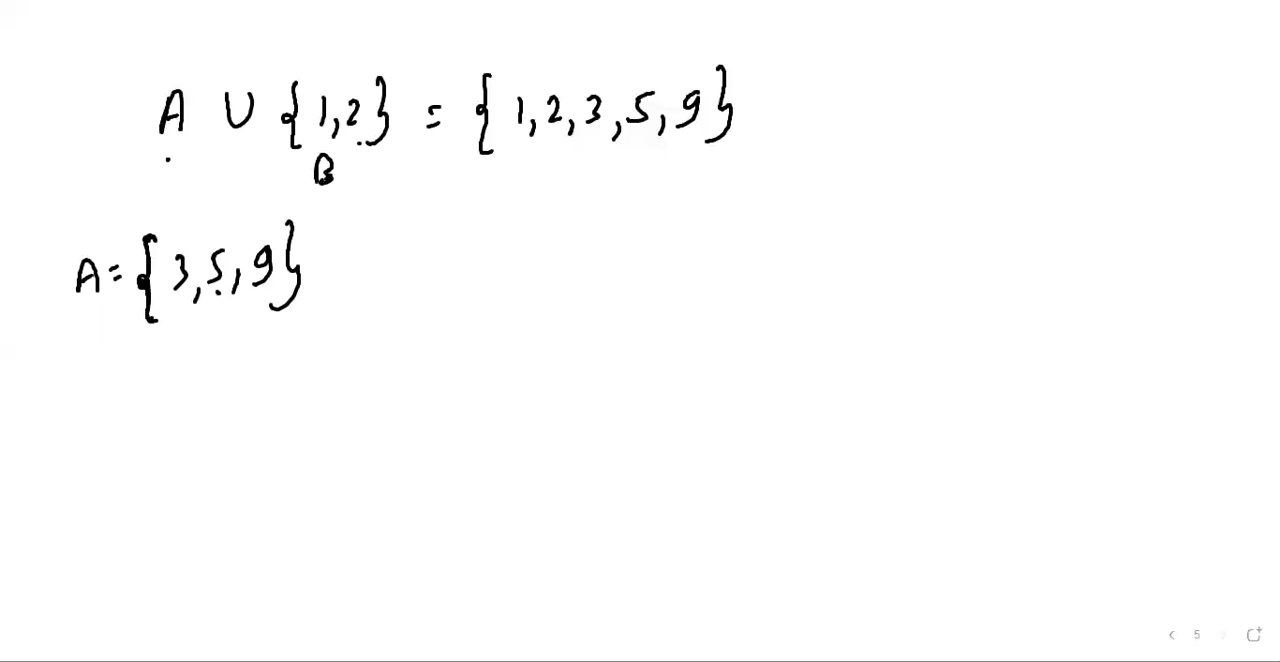 A ∪ {1,2} = {1,2,3,5,9}
B
A={3,5,9}
5